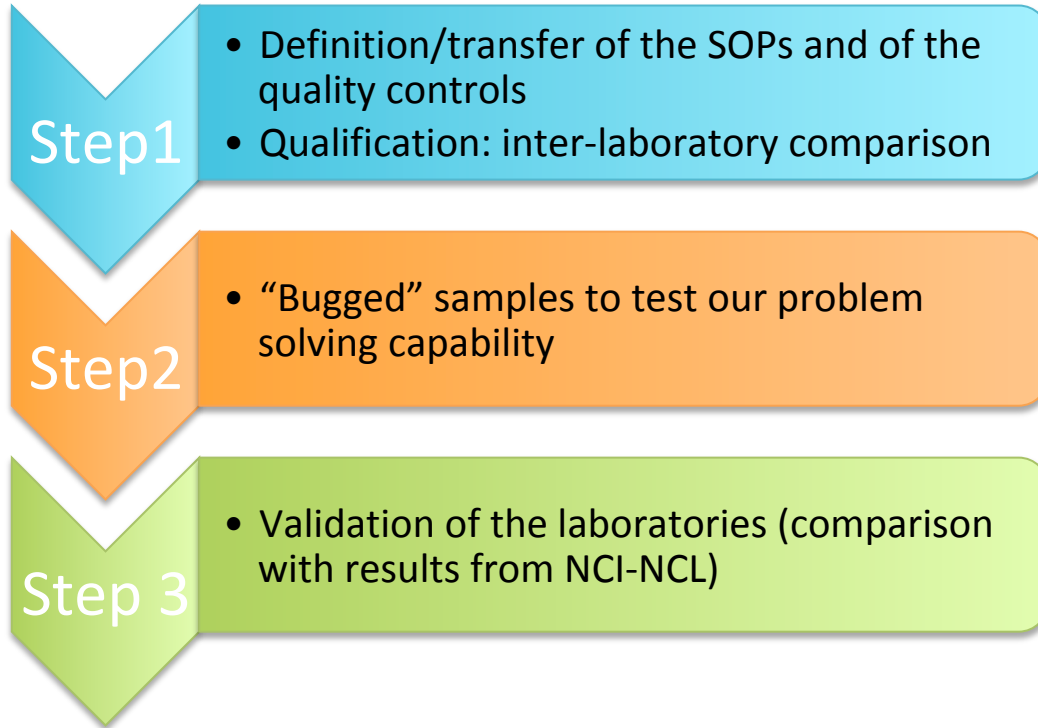 Step1
• Definition/transfer of the SOPs and of the
quality controls
• Qualification: inter-laboratory comparison
Step2
• “Bugged” samples to test our problem
solving capability
Step 3
• Validation of the laboratories (comparison
with results from NCI-NCL)